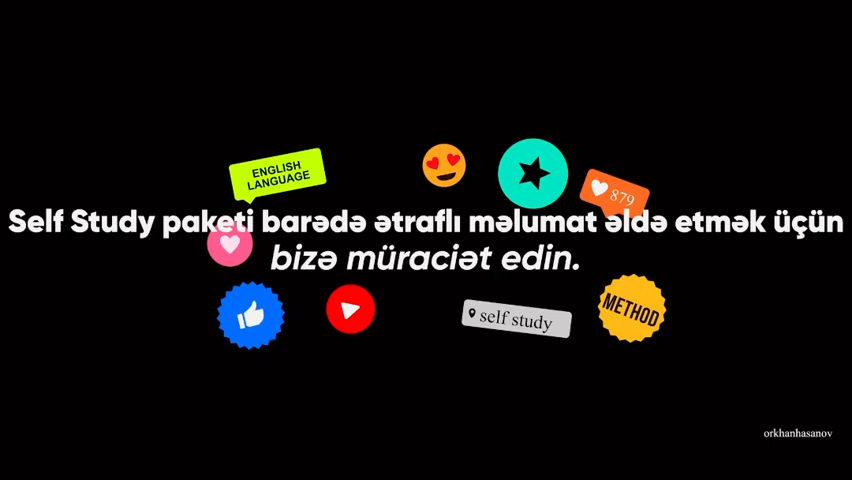 ENGLISH
LANGUAGE
879
Self Study paketi barədə ətraflı məlumat əldə etmək üçün
bizə müraciət edin.
self study
METHOD
orkhanhasanov